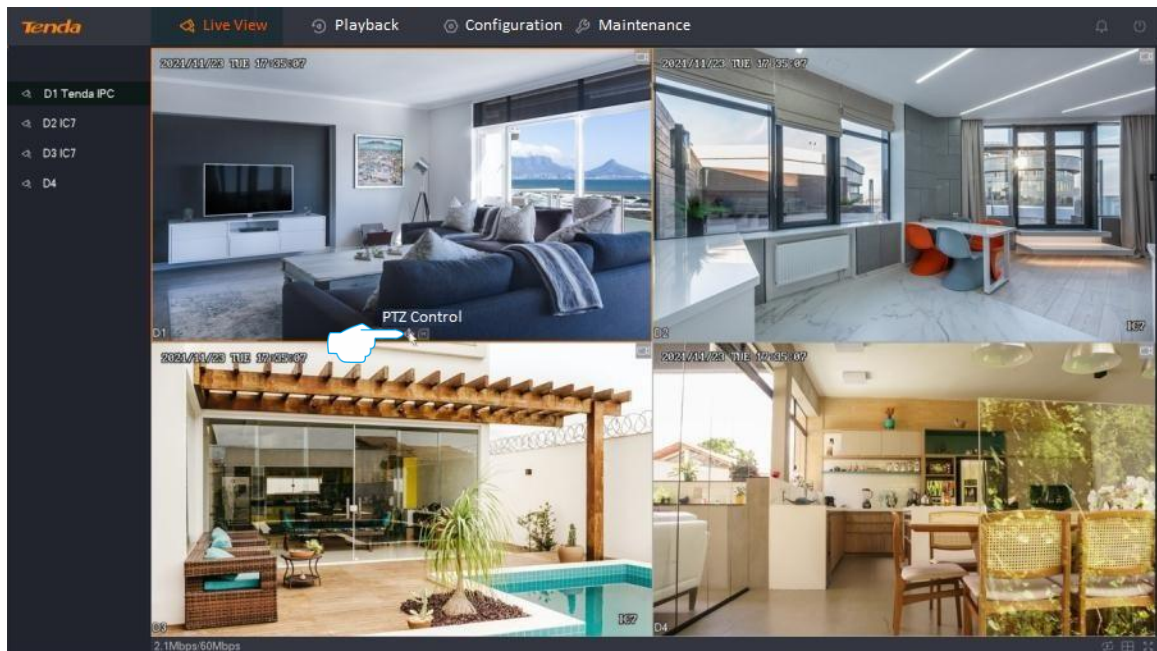 Tenda
Live View
Playback
Configuration
Maintenance
D1 Tenda IPC
D2 IC7
D3 IC7
D4
2021/11/23 TUE 17:35:07
2021/11/23 TUE 17:35:07
PTZ Control
D1
D2
IC7
2021/11/23 TUE 17:35:07
2021/11/23 TUE 17:35:07
D3
IC7
D4
2.1Mbps/60Mbps